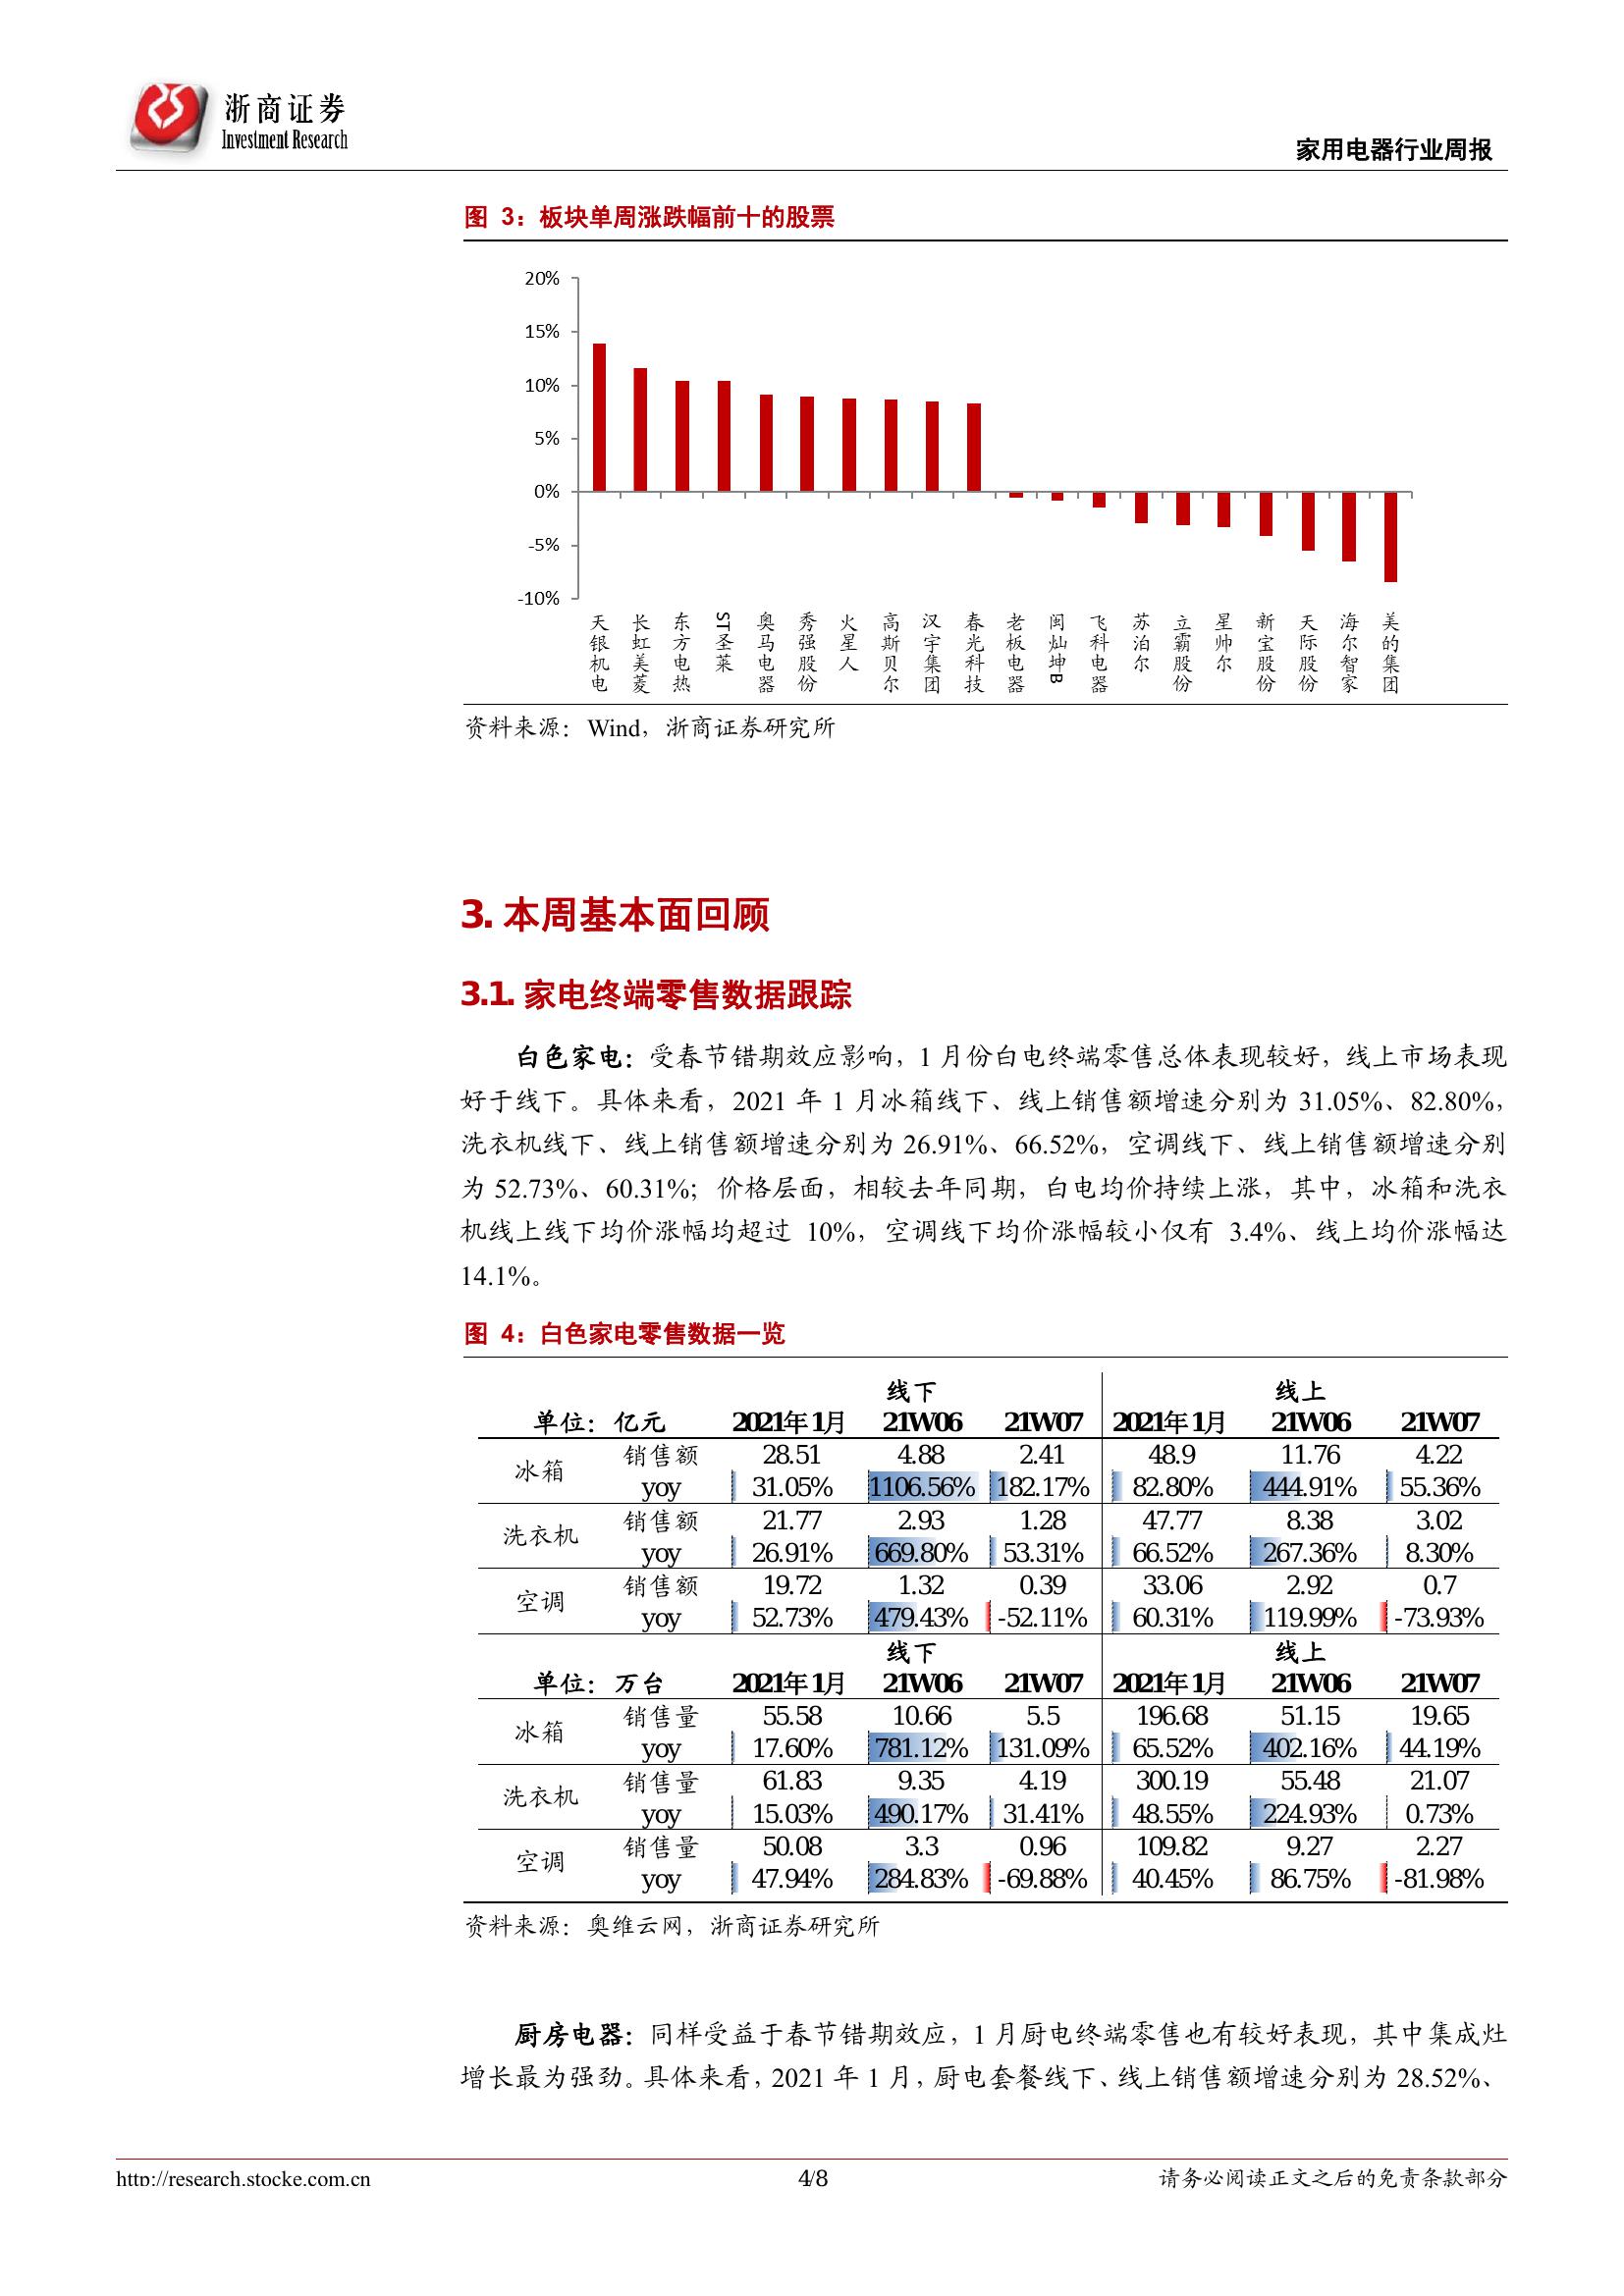 浙商证券
Investment Research
家用电器行业周报
图 3：板块单周涨跌幅前十的股票
20%
15%
10%
5%
0%
-5%
-10%
天银机电 长虹美菱 东方电热 ST圣莱 奥马电器 秀强股份 火星人 高斯贝尔 汉宇集团 春光科技 老板电器 闽灿坤B 飞科电器 苏泊尔 立霸股份 星帅尔 新宝股份 天际股份 海尔智家 美的集团
资料来源：Wind，浙商证券研究所
3. 本周基本面回顾
3.1. 家电终端零售数据跟踪
白色家电：受春节错期效应影响，1 月份白电终端零售总体表现较好，线上市场表现
好于线下。具体来看，2021 年 1 月冰箱线下、线上销售额增速分别为 31.05%、82.80%，
洗衣机线下、线上销售额增速分别为 26.91%、66.52%，空调线下、线上销售额增速分别
为 52.73%、60.31%；价格层面，相较去年同期，白电均价持续上涨，其中，冰箱和洗衣
机线上线下均价涨幅均超过 10%，空调线下均价涨幅较小仅有 3.4%、线上均价涨幅达
14.1%。
图 4：白色家电零售数据一览
线下 线上
单位：亿元 2021年1月 21W06 21W07 2021年1月 21W06 21W07
冰箱 销售额 28.51 4.88 2.41 48.9 11.76 4.22
yoy 31.05% 1106.56% 182.17% 82.80% 444.91% 55.36%
洗衣机 销售额 21.77 2.93 1.28 47.77 8.38 3.02
yoy 26.91% 669.80% 53.31% 66.52% 267.36% 8.30%
空调 销售额 19.72 1.32 0.39 33.06 2.92 0.7
yoy 52.73% 479.43% -52.11% 60.31% 119.99% -73.93%
线下 线上
单位：万台 2021年1月 21W06 21W07 2021年1月 21W06 21W07
冰箱 销售量 55.58 10.66 5.5 196.68 51.15 19.65
yoy 17.60% 781.12% 131.09% 65.52% 402.16% 44.19%
洗衣机 销售量 61.83 9.35 4.19 300.19 55.48 21.07
yoy 15.03% 490.17% 31.41% 48.55% 224.93% 0.73%
空调 销售量 50.08 3.3 0.96 109.82 9.27 2.27
yoy 47.94% 284.83% -69.88% 40.45% 86.75% -81.98%
资料来源：奥维云网，浙商证券研究所
厨房电器：同样受益于春节错期效应，1 月厨电终端零售也有较好表现，其中集成灶
增长最为强劲。具体来看，2021 年 1 月，厨电套餐线下、线上销售额增速分别为 28.52%、
http://research.stocke.com.cn 4/8 请务必阅读正文之后的免责条款部分